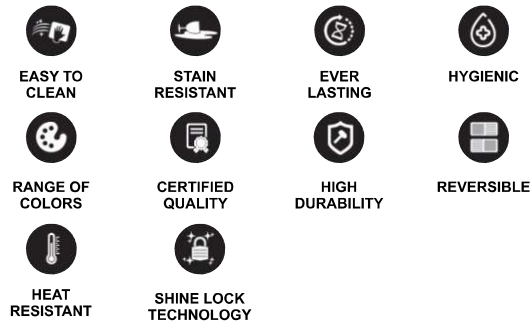 EASY TO
CLEAN
STAIN
RESISTANT
EVER
LASTING
HYGIENIC
RANGE OF
COLORS
CERTIFIED
QUALITY
HIGH
DURABILITY
REVERSIBLE
HEAT
RESISTANT
SHINE LOCK
TECHNOLOGY